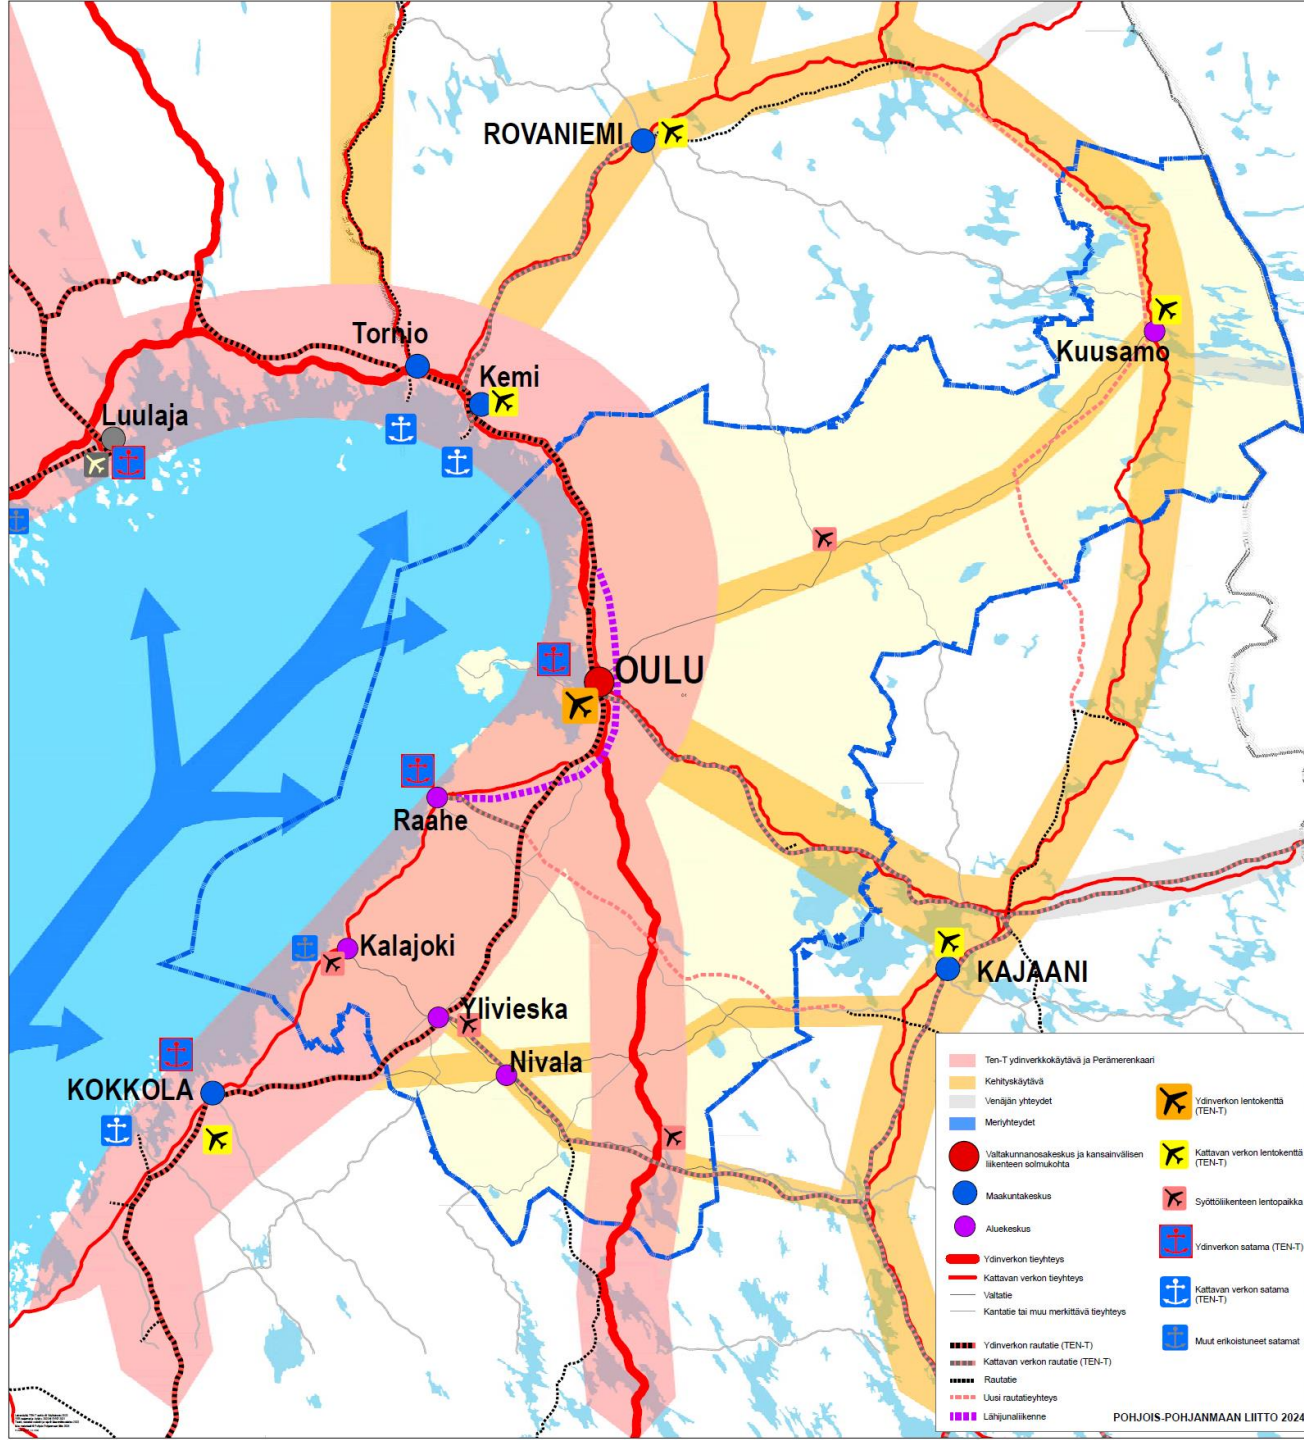 ROVANIEMI
Tornio
Kemi
Kuusamo
Luulaja
OULU
Raahe
Kalajoki
KAJAANI
Ylivieska
Nivala
KOKKOLA
Ten-T ydinverkkokäytävä ja Perämerenkaari
Kehityskäytävä
Venäjän yhteydet
Meriyhteydet
Valtakunnanosakeskus ja kansainvälisen
liikenteen solmukohta
Maakuntakeskus
Aluekeskus
Ydinverkon tieyhteys
Kattavan verkon tieyhteys
Valtatie
Kantatie tai muu merkittävä tieyhteys
Ydinverkon rautatie (TEN-T)
Kattavan verkon rautatie (TEN-T)
Rautatie
Uusi rautatieyhteys
Lähijunaliikenne
Ydinverkon lentokenttä
(TEN-T)
Kattavan verkon lentokenttä
(TEN-T)
Syöttöliikenteen lentopaikka
Ydinverkon satama (TEN-T)
Kattavan verkon satama
(TEN-T)
Muut erikoistuneet satamat
POHJOIS-POHJANMAAN LIITTO 2024